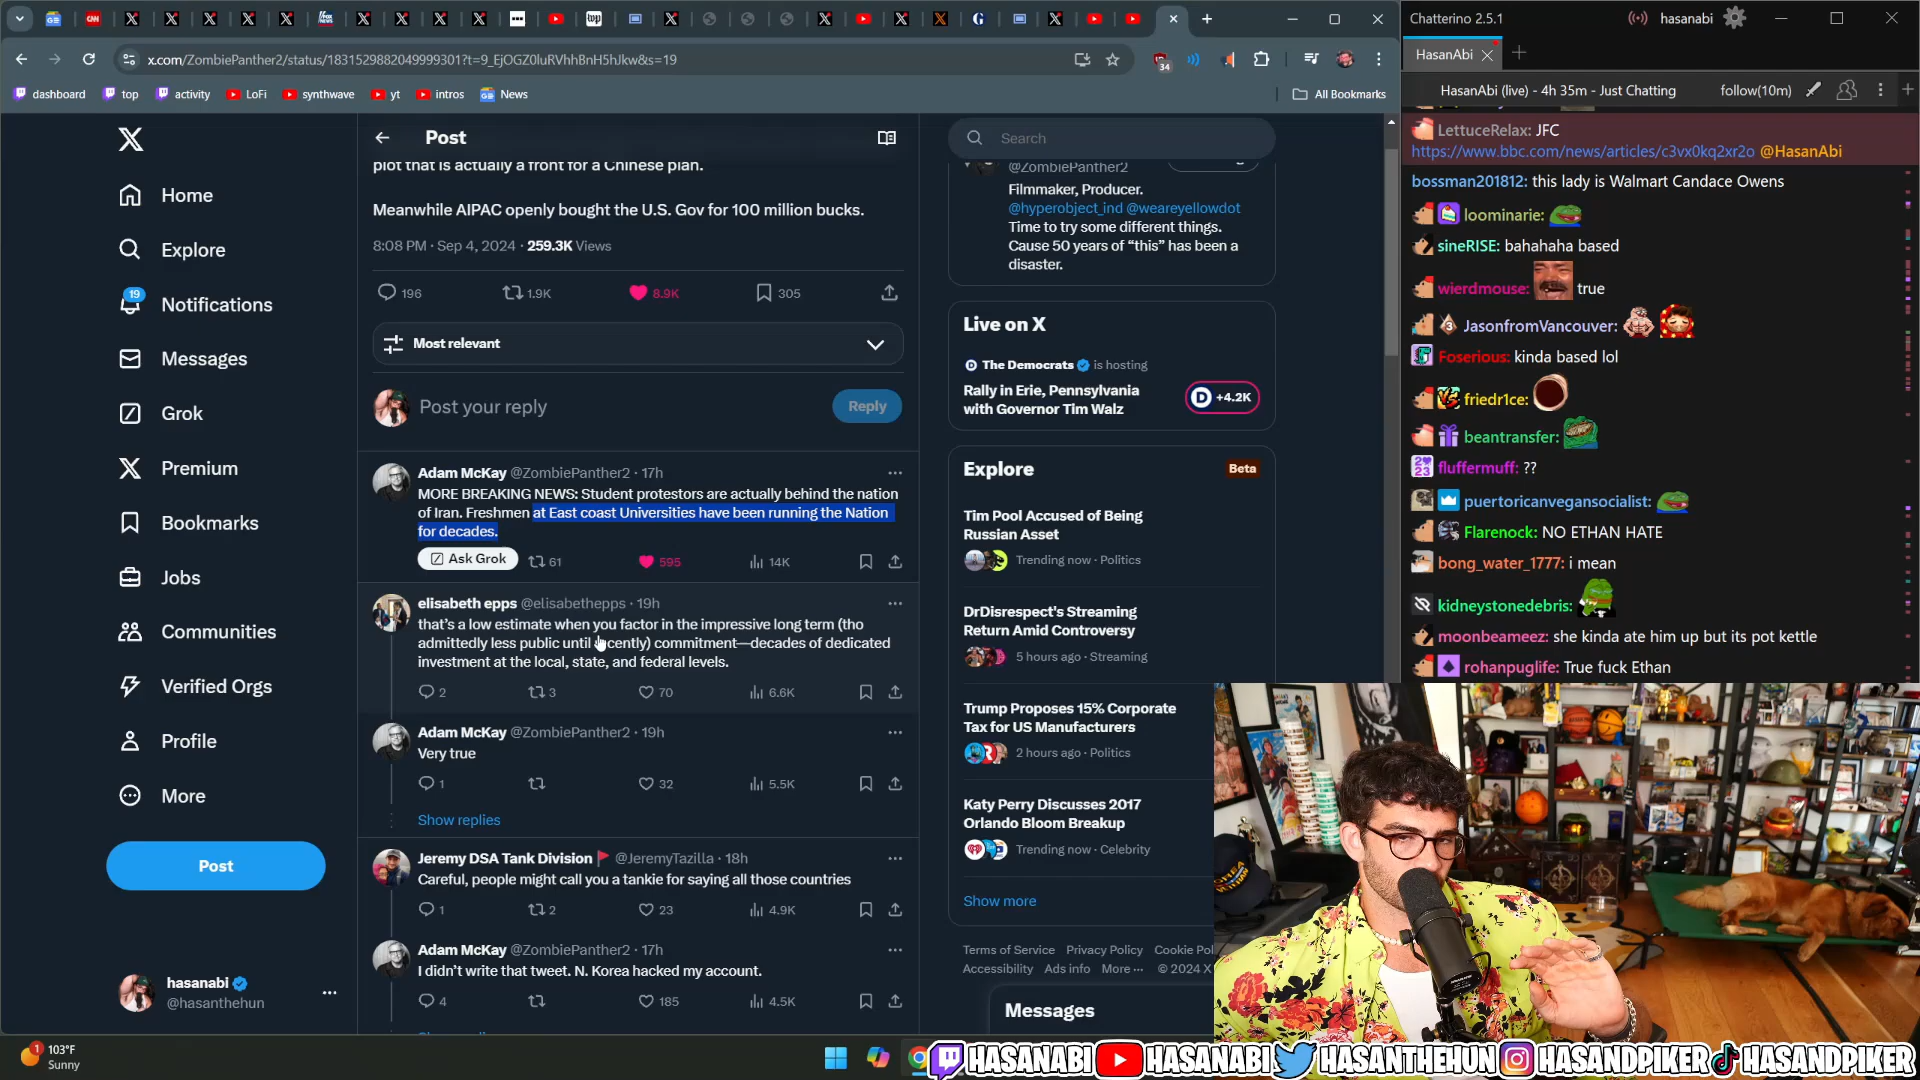 x.com/ZombiePanther2/status/1831529882049999301?t=9_EjOGZ0luRVhhBnH5hJkw&s=19
34
dashboard
top
activity
LoFi
synthwave
yt
intros
News
All Bookmarks
Home
Explore
19
Notifications
Messages
Grok
Premium
Bookmarks
Jobs
Communities
Verified Orgs
Profile
More
Post
hasanabi
@hasanthehun
Post
plot that is actually a front for a Chinese plan.
Meanwhile AIPAC openly bought the U.S. Gov for 100 million bucks.
8:08 PM · Sep 4, 2024 · 259.3K Views
196
1.9K
8.9K
305
Most relevant
Post your reply
Reply
Adam McKay @ZombiePanther2 · 17h
MORE BREAKING NEWS: Student protestors are actually behind the nation
of Iran. Freshmen at East coast Universities have been running the Nation
for decades.
Ask Grok
61
595
14K
elisabeth epps @elisabethepps · 19h
that's a low estimate when you factor in the impressive long term (tho
admittedly less public until recently) commitment—decades of dedicated
investment at the local, state, and federal levels.
2
3
70
6.6K
Adam McKay @ZombiePanther2 · 19h
Very true
1
32
5.5K
Show replies
Jeremy DSA Tank Division @JeremyTazilla · 18h
Careful, people might call you a tankie for saying all those countries
1
2
23
4.9K
Adam McKay @ZombiePanther2 · 17h
I didn't write that tweet. N. Korea hacked my account.
4
185
4.5K
Search
@ZombiePanther2
Filmmaker, Producer.
@hyperobject_ind @weareyellowdot
Time to try some different things.
Cause 50 years of "this" has been a
disaster.
Live on X
The Democrats is hosting
Rally in Erie, Pennsylvania
with Governor Tim Walz
+4.2K
Explore
Beta
Tim Pool Accused of Being
Russian Asset
Trending now · Politics
DrDisrespect's Streaming
Return Amid Controversy
5 hours ago · Streaming
Trump Proposes 15% Corporate
Tax for US Manufacturers
2 hours ago · Politics
Katy Perry Discusses 2017
Orlando Bloom Breakup
Trending now · Celebrity
Show more
Terms of Service Privacy Policy Cookie Pol
Accessibility Ads info More ··· © 2024 X
Messages
Chatterino 2.5.1
hasanabi
HasanAbi
HasanAbi (live) - 4h 35m - Just Chatting
follow(10m)
LettuceRelax: JFC
https://www.bbc.com/news/articles/c3vx0kq2xr2o @HasanAbi
bossman201812: this lady is Walmart Candace Owens
loominarie:
sineRISE: bahahaha based
wierdmouse: true
JasonfromVancouver:
Foserious: kinda based lol
friedr1ce:
beantransfer:
fluffermuff: ??
puertoricanvegansocialist:
Flarenock: NO ETHAN HATE
bong_water_1777: i mean
kidneystonedebris:
moonbeameez: she kinda ate him up but its pot kettle
rohanpuglife: True fuck Ethan
1
103°F
Sunny
HASANABI HASANABI HASANTHEHUN HASANDPIKER HASANDPIKER